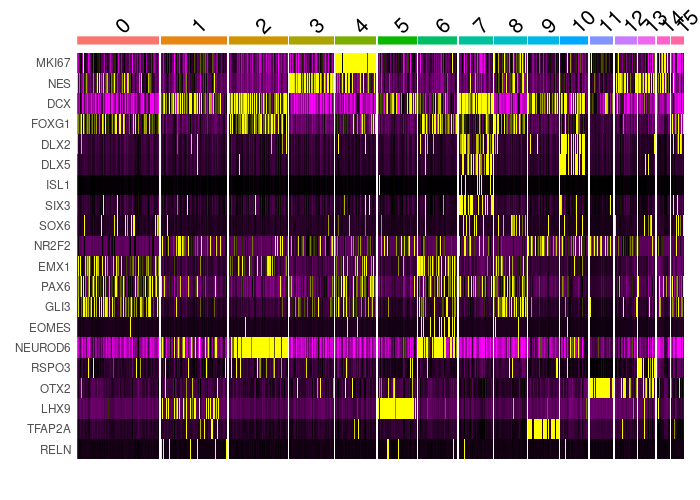 0 1 2 3 4 5 6 7 8 9 10 11 12 13 14 15
MKI67
NES
DCX
FOXG1
DLX2
DLX5
ISL1
SIX3
SOX6
NR2F2
EMX1
PAX6
GLI3
EOMES
NEUROD6
RSPO3
OTX2
LHX9
TFAP2A
RELN